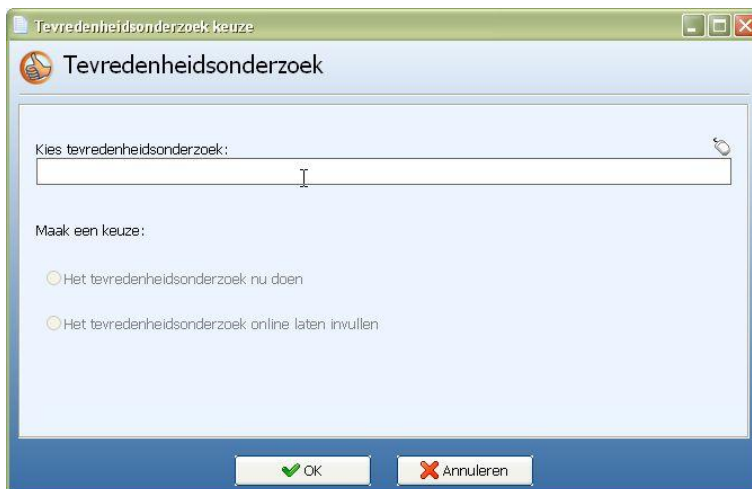 Tevredenheidsonderzoek keuze
Tevredenheidsonderzoek
Kies tevredenheidsonderzoek:
Maak een keuze:
Het tevredenheidsonderzoek nu doen
Het tevredenheidsonderzoek online laten invullen
OK
Annuleren